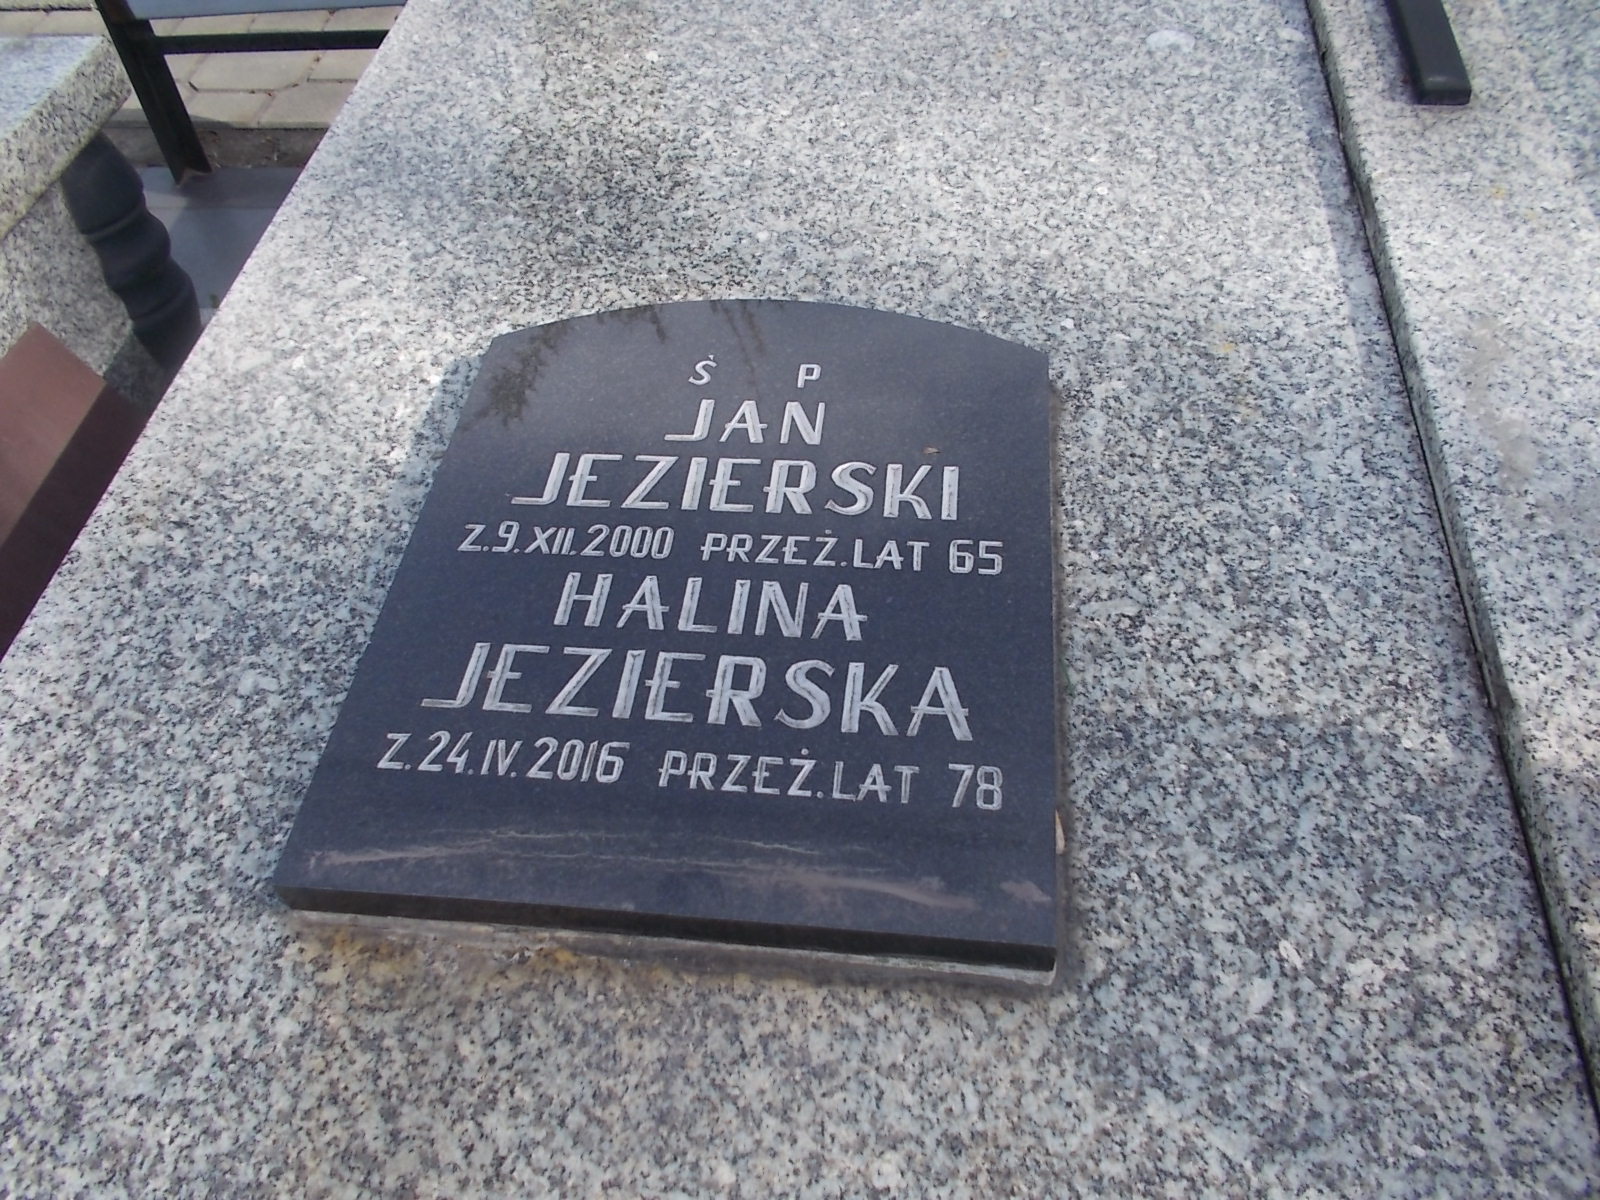 Ś P
JAN
JEZIERSKI
Z.9.XII.2000 PRZEŻ.LAT 65
HALINA
JEZIERSKA
Z.24.IV.2016 PRZEŻ.LAT 78